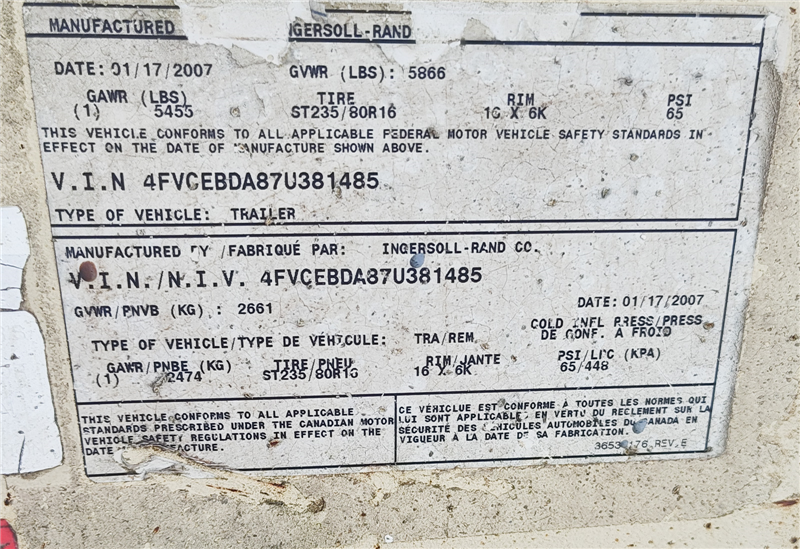 MANUFACTURED IGERSOLL-RAND
DATE: 01/17/2007 GVWR (LBS): 5866
GAWR (LBS) TIRE RIM PSI
(1) 5455 ST235/80R16 16 X 6K 65
THIS VEHICLE CONFORMS TO ALL APPLICABLE FEDERAL MOTOR VEHICLE SAFETY STANDARDS IN
EFFECT ON THE DATE OF MANUFACTURE SHOWN ABOVE.
V.I.N 4FVCEBDA87U381485
TYPE OF VEHICLE: TRAILER
MANUFACTURED BY /FABRIQUÉ PAR: INGERSOLL-RAND CO.
V.I.N./N.I.V. 4FVCEBDA87U381485
GVWR/PNVB (KG): 2661 DATE: 01/17/2007
COLD INFL PRESS/PRESS
TYPE OF VEHICLE/TYPE DE VEHICULE: TRA/REM DE GONF. A FROID
GAWR/PNBE (KG) TIRE/PNEU RIM/JANTE PSI/LPC (KPA)
(1) 2474 ST235/80R16 16 X 6K 65/448
THIS VEHICLE CONFORMS TO ALL APPLICABLE
STANDARDS PRESCRIBED UNDER THE CANADIAN MOTOR
VEHICLE SAFETY REGULATIONS IN EFFECT ON THE
DATE FACTURE.
CE VÉHICLUE EST CONFORME À TOUTES LES NORMES QUI
LUI SONT APPLICABLE, EN VERTU DU RECLEMENT SUR LA
SÉCURITÉ DES VÉHICULES AUTOMOBILES DU CANADA EN
VIGUEUR À LA DATE DE SA FABRICATION.
REV.E